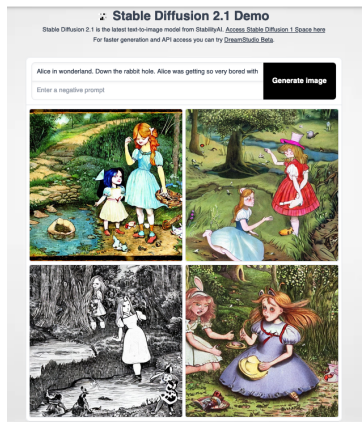 Stable Diffusion 2.1 Demo
Stable Diffusion 2.1 is the latest text-to-image model from StabilityAI. Access Stable Diffusion 1 Space here
For faster generation and API access you can try DreamStudio Beta.
Alice in wonderland. Down the rabbit hole. Alice was getting so very bored with
Generate image
Enter a negative prompt